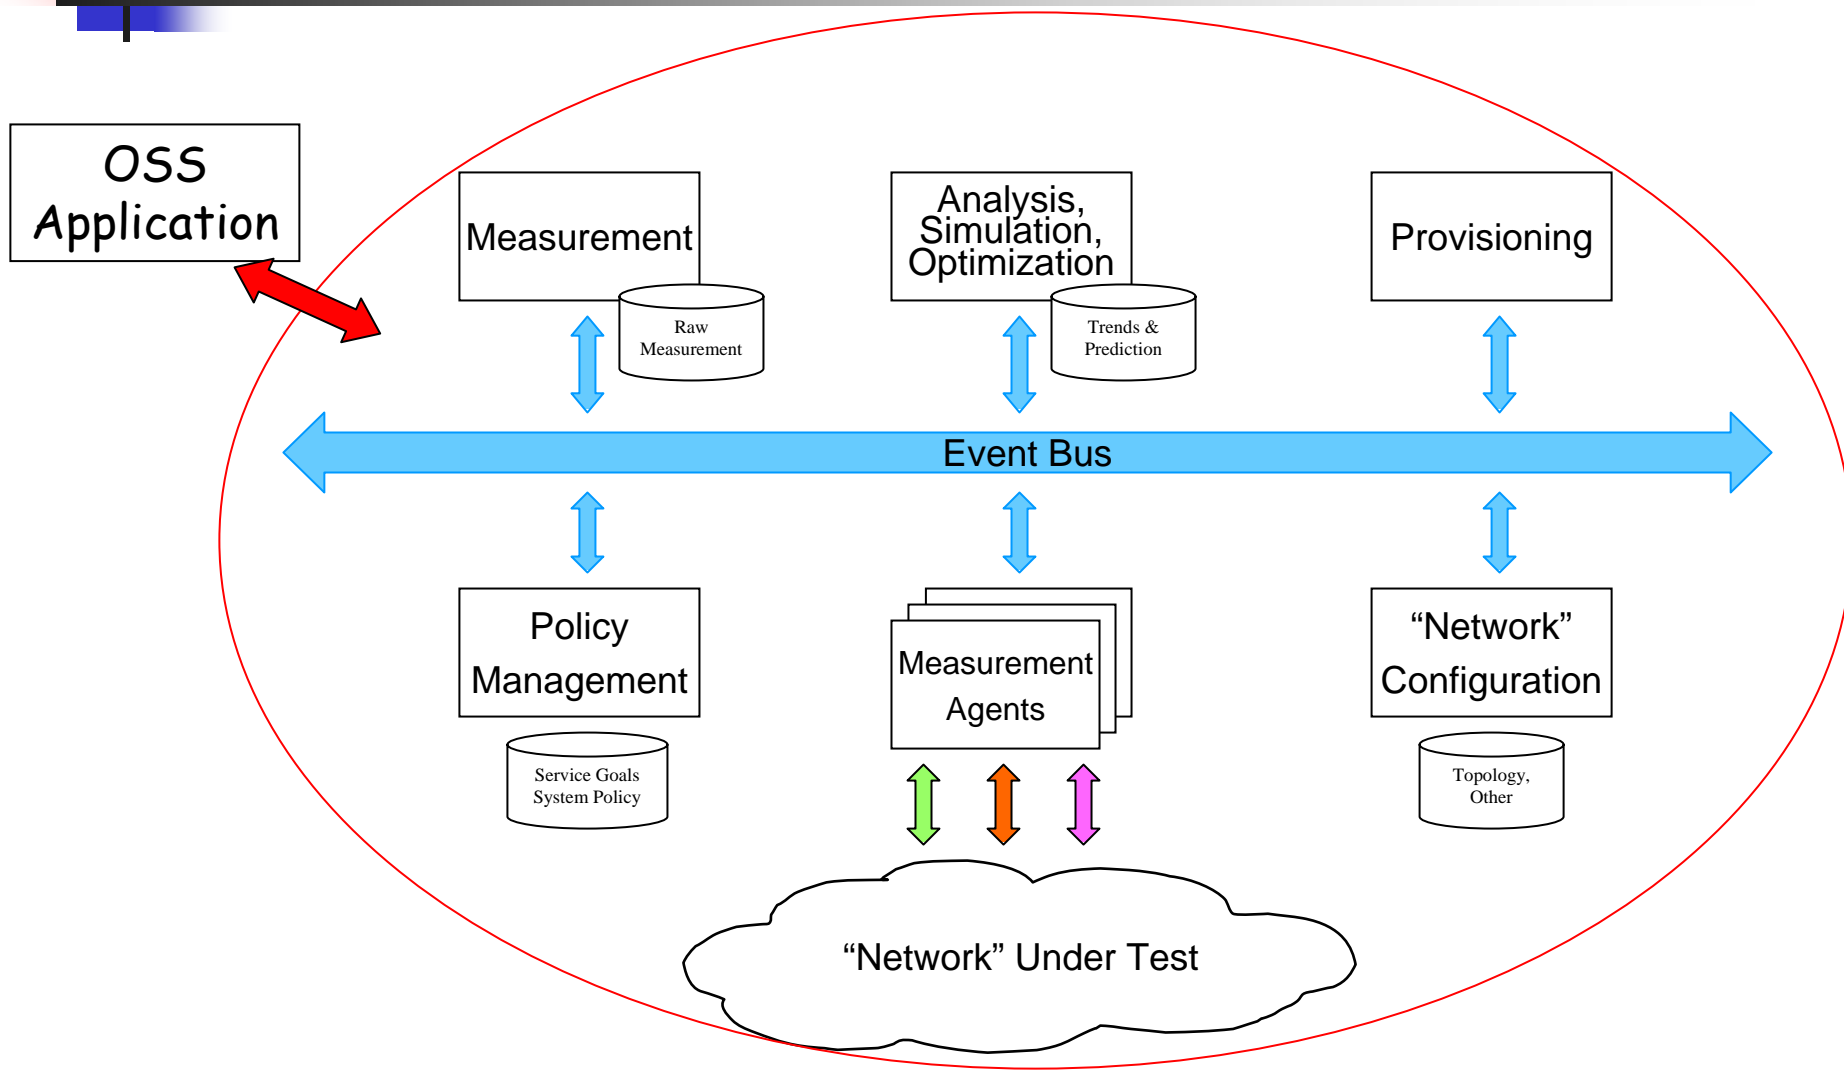 OSS
Application
Measurement
Raw
Measurement
Analysis,
Simulation,
Optimization
Trends &
Prediction
Provisioning
Event Bus
Policy
Management
Service Goals
System Policy
Measurement
Agents
“Network”
Configuration
Topology,
Other
“Network” Under Test